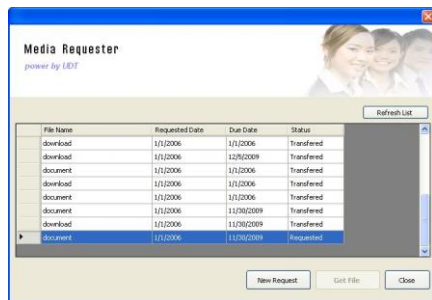 Media Requester
power by UDT
Refresh List
File Name Requested Date Due Date Status
download 1/1/2006 1/1/2006 Transfered
download 1/1/2006 12/5/2009 Transfered
document 1/1/2006 1/1/2006 Transfered
download 1/1/2006 1/1/2006 Transfered
document 1/1/2006 1/1/2006 Transfered
document 1/1/2006 11/30/2009 Transfered
download 1/1/2006 11/30/2009 Transfered
document 1/1/2006 11/30/2009 Requested
New Request Get File Close